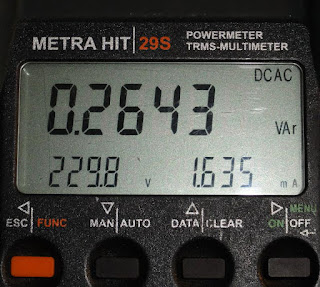 METRA HIT 29S POWERMETER
TRMS-MULTIMETER
DCAC
0.2643 VAr
229.8 V 1.635 mA
ESC FUNC MAN AUTO DATA CLEAR MENU
ON OFF